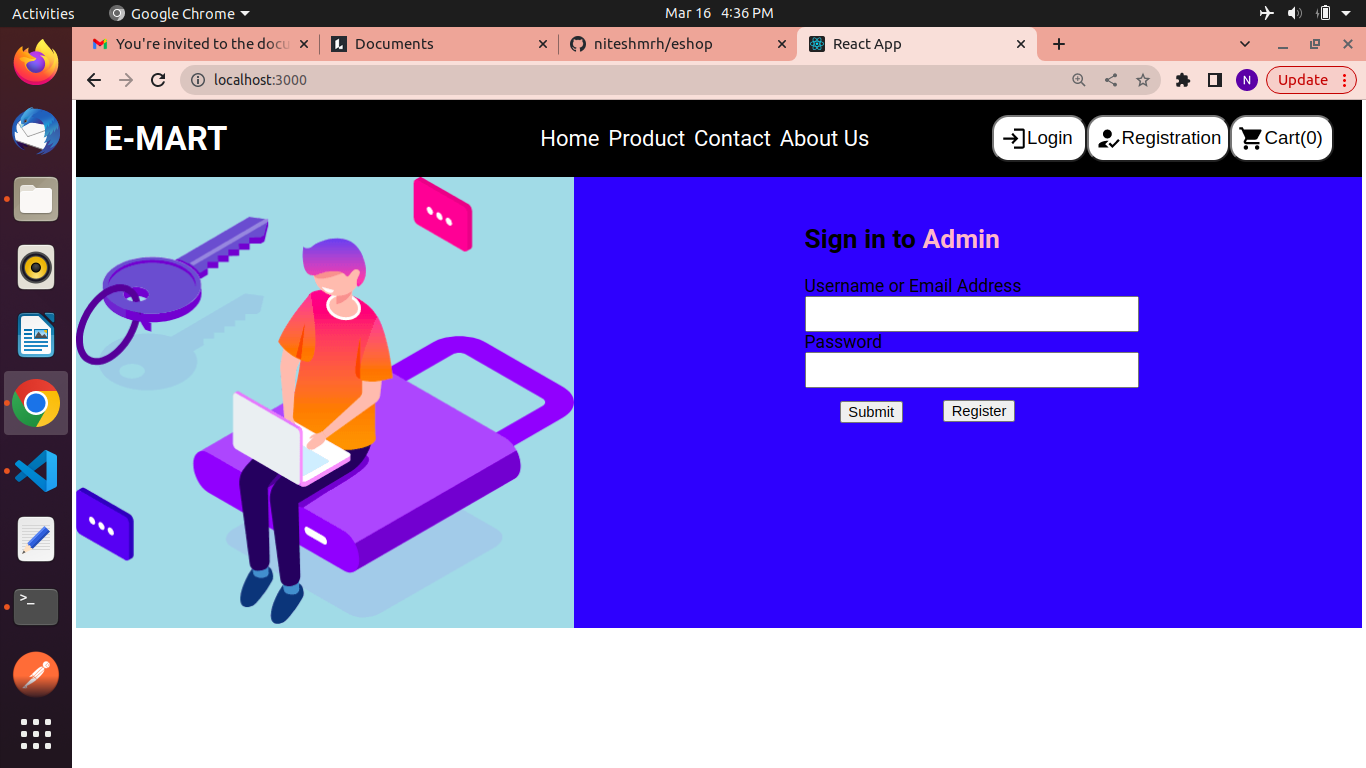 Activities Google Chrome Mar 16 4:36 PM
You're invited to the docu Documents niteshmrh/eshop React App
localhost:3000 N Update
E-MART Home Product Contact About Us Login Registration Cart(0)
Sign in to Admin
Username or Email Address
Password
Submit Register
>_